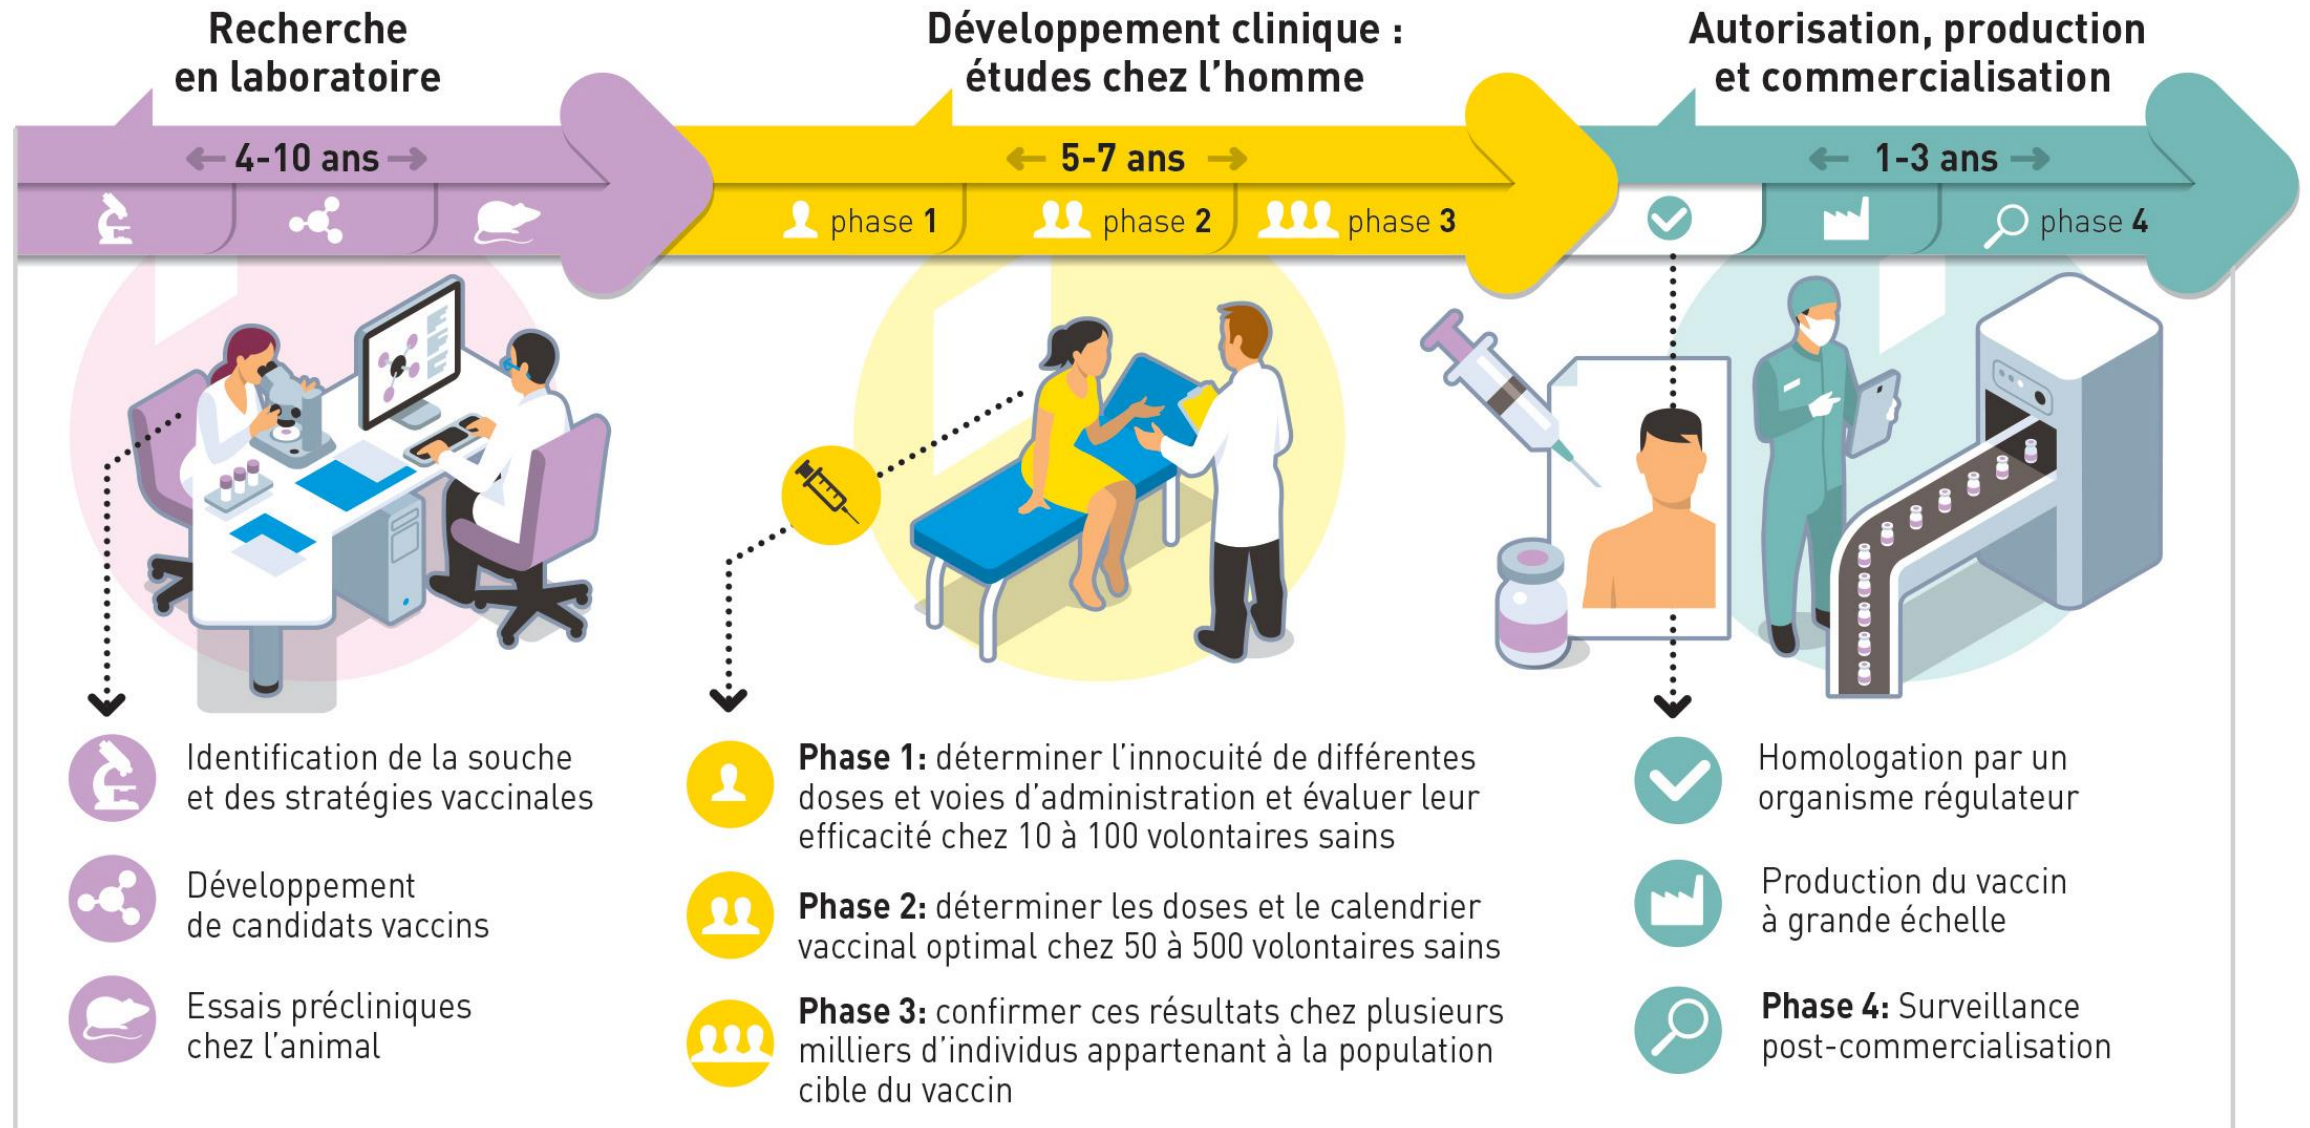 Recherche
en laboratoire
4-10 ans
Développement clinique :
études chez l'homme
5-7 ans
phase 1
phase 2
phase 3
Autorisation, production
et commercialisation
1-3 ans
phase 4
Identification de la souche
et des stratégies vaccinales
Développement
de candidats vaccins
Essais précliniques
chez l'animal
Phase 1: déterminer l'innocuité de différentes
doses et voies d'administration et évaluer leur
efficacité chez 10 à 100 volontaires sains
Phase 2: déterminer les doses et le calendrier
vaccinal optimal chez 50 à 500 volontaires sains
Phase 3: confirmer ces résultats chez plusieurs
milliers d'individus appartenant à la population
cible du vaccin
Homologation par un
organisme régulateur
Production du vaccin
à grande échelle
Phase 4: Surveillance
post-commercialisation